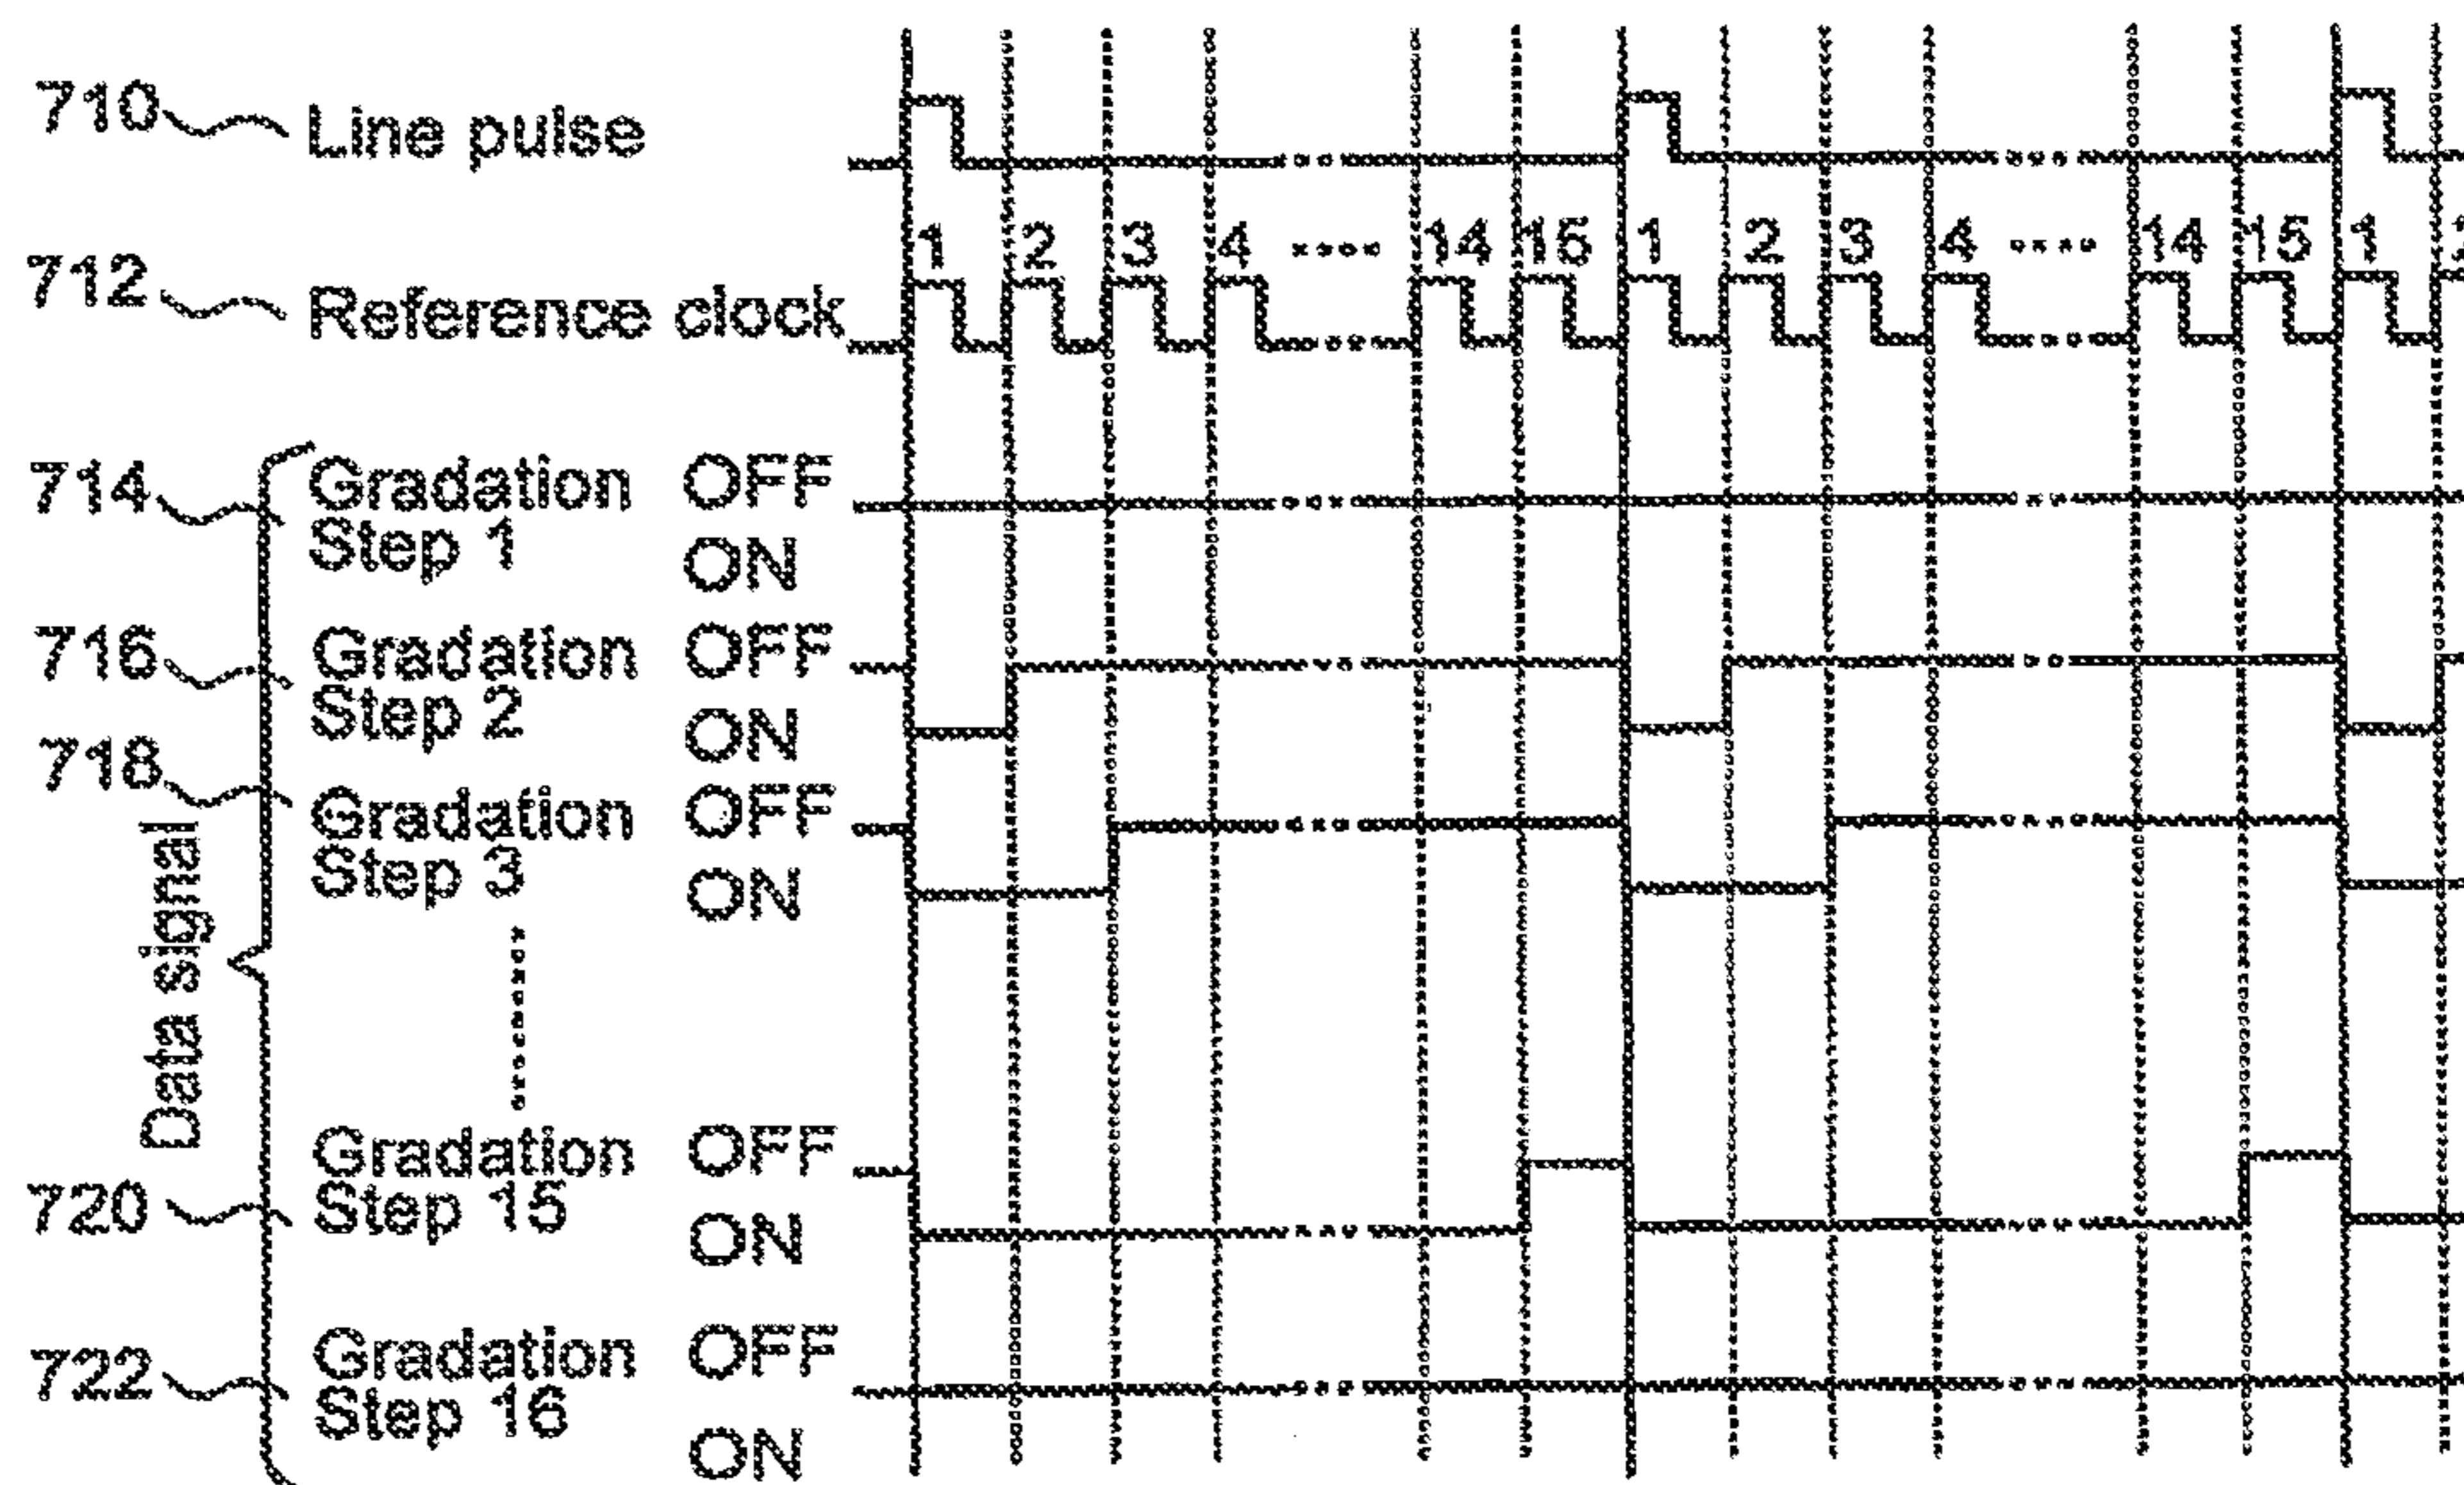 710 Line pulse
1 2 3 4 14 15 1 2 3 4 14 15 1
712 Reference clock
714 Gradation Step 1 OFF
ON
716 Gradation Step 2 OFF
ON
718 Gradation Step 3 OFF
ON
Data signal
720 Gradation Step 15 OFF
ON
722 Gradation Step 16 OFF
ON